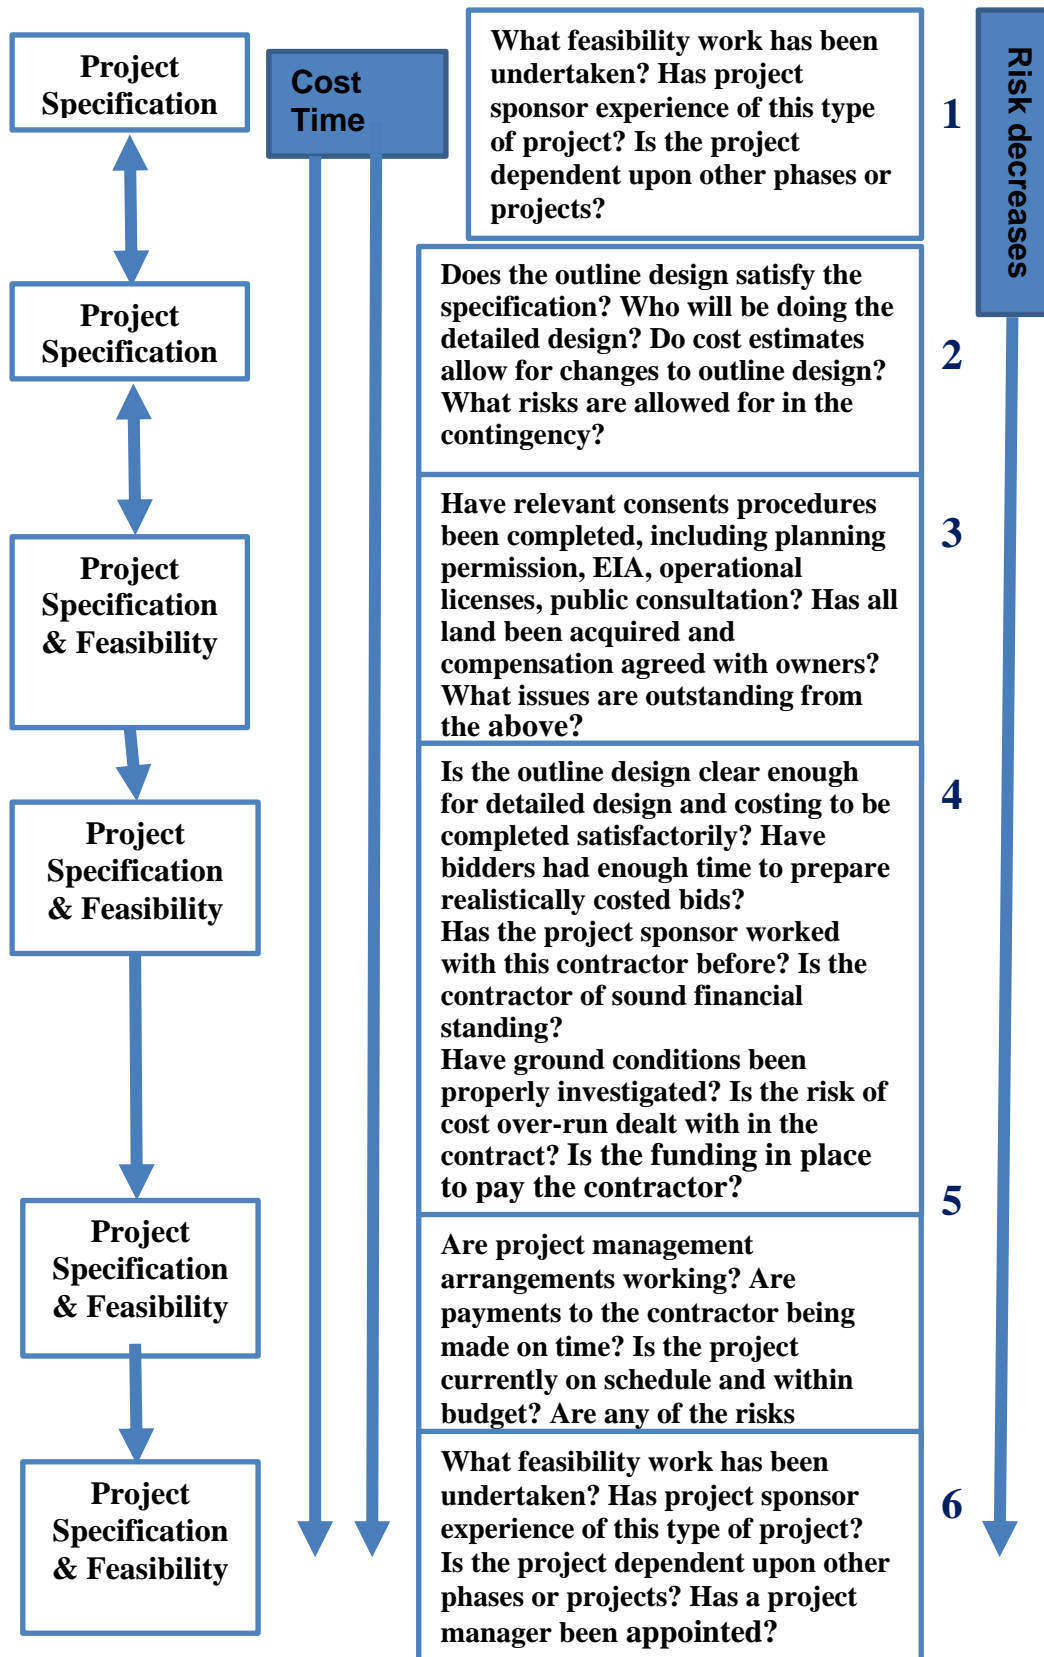 Project
Specification
Cost
Time
What feasibility work has been
undertaken? Has project
sponsor experience of this type
of project? Is the project
dependent upon other phases or
projects?
1
Risk decreases
Project
Specification
Does the outline design satisfy the
specification? Who will be doing the
detailed design? Do cost estimates
allow for changes to outline design?
What risks are allowed for in the
contingency?
2
Project
Specification
& Feasibility
Have relevant consents procedures
been completed, including planning
permission, EIA, operational
licenses, public consultation? Has all
land been acquired and
compensation agreed with owners?
What issues are outstanding from
the above?
3
Project
Specification
& Feasibility
Is the outline design clear enough
for detailed design and costing to be
completed satisfactorily? Have
bidders had enough time to prepare
realistically costed bids?
Has the project sponsor worked
with this contractor before? Is the
contractor of sound financial
standing?
Have ground conditions been
properly investigated? Is the risk of
cost over-run dealt with in the
contract? Is the funding in place
to pay the contractor?
4
Project
Specification
& Feasibility
Are project management
arrangements working? Are
payments to the contractor being
made on time? Is the project
currently on schedule and within
budget? Are any of the risks
5
Project
Specification
& Feasibility
What feasibility work has been
undertaken? Has project sponsor
experience of this type of project?
Is the project dependent upon other
phases or projects? Has a project
manager been appointed?
6